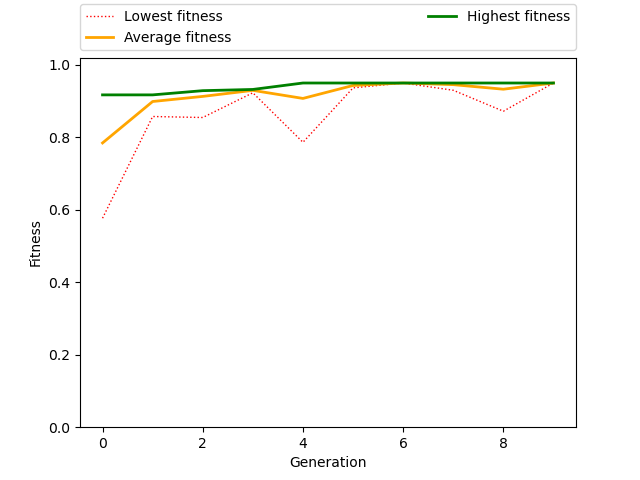 Lowest fitness
Average fitness
Highest fitness
1.0
0.8
0.6
0.4
0.2
0.0
Fitness
0 2 4 6 8
Generation